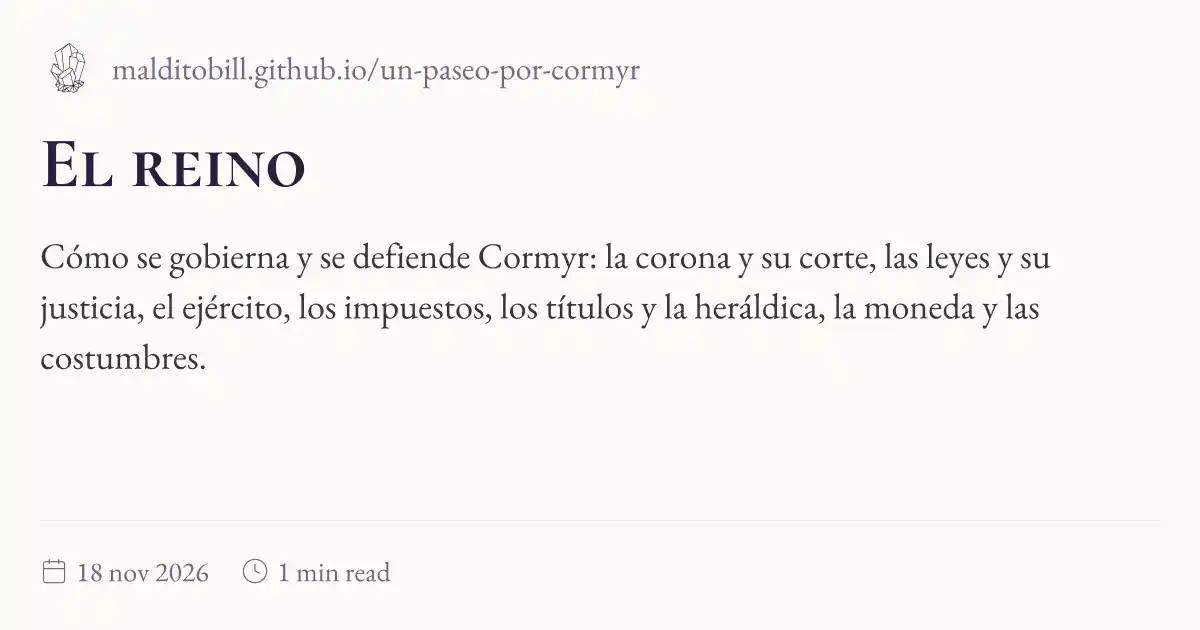 malditobill.github.io/un-paseo-por-cormyr
El reino
Cómo se gobierna y se defiende Cormyr: la corona y su corte, las leyes y su
justicia, el ejército, los impuestos, los títulos y la heráldica, la moneda y las
costumbres.
18 nov 2026
1 min read